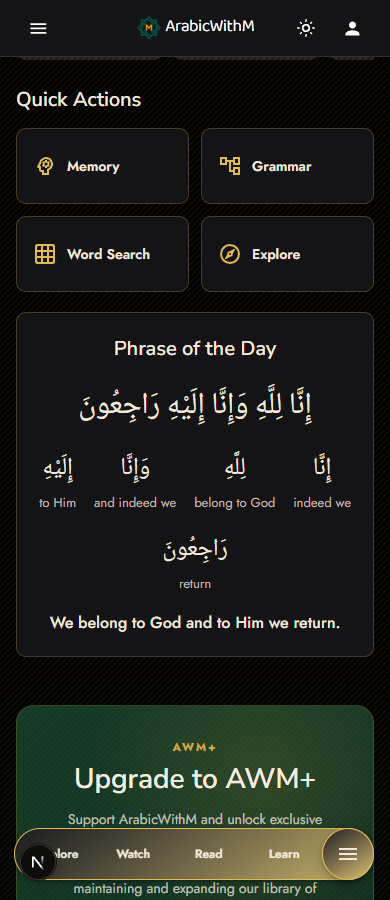 ArabicWithM
Quick Actions
Memory
Grammar
Word Search
Explore
Phrase of the Day
إِنَّا لِلَّهِ وَإِنَّا إِلَيْهِ رَاجِعُونَ
إِنَّا لِلَّهِ وَإِنَّا إِلَيْهِ
to Him and indeed we belong to God indeed we
رَاجِعُونَ
return
We belong to God and to Him we return.
AWM+
Upgrade to AWM+
Support ArabicWithM and unlock exclusive
Watch Read Learn
maintaining and expanding our library of